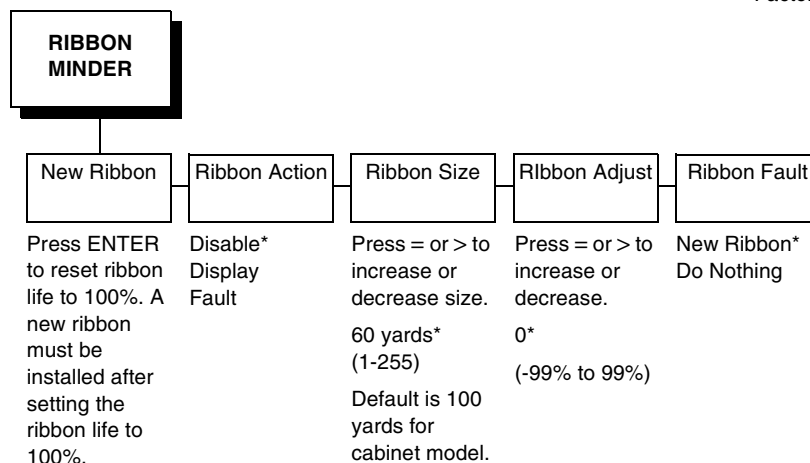 RIBBON
MINDER
New Ribbon
Press ENTER
to reset ribbon
life to 100%. A
new ribbon
must be
installed after
setting the
ribbon life to
100%.
Ribbon Action
Disable*
Display
Fault
Ribbon Size
Press = or > to
increase or
decrease size.
60 yards*
(1-255)
Default is 100
yards for
cabinet model.
RIbbon Adjust
Press = or > to
increase or
decrease.
0*
(-99% to 99%)
Ribbon Fault
New Ribbon*
Do Nothing